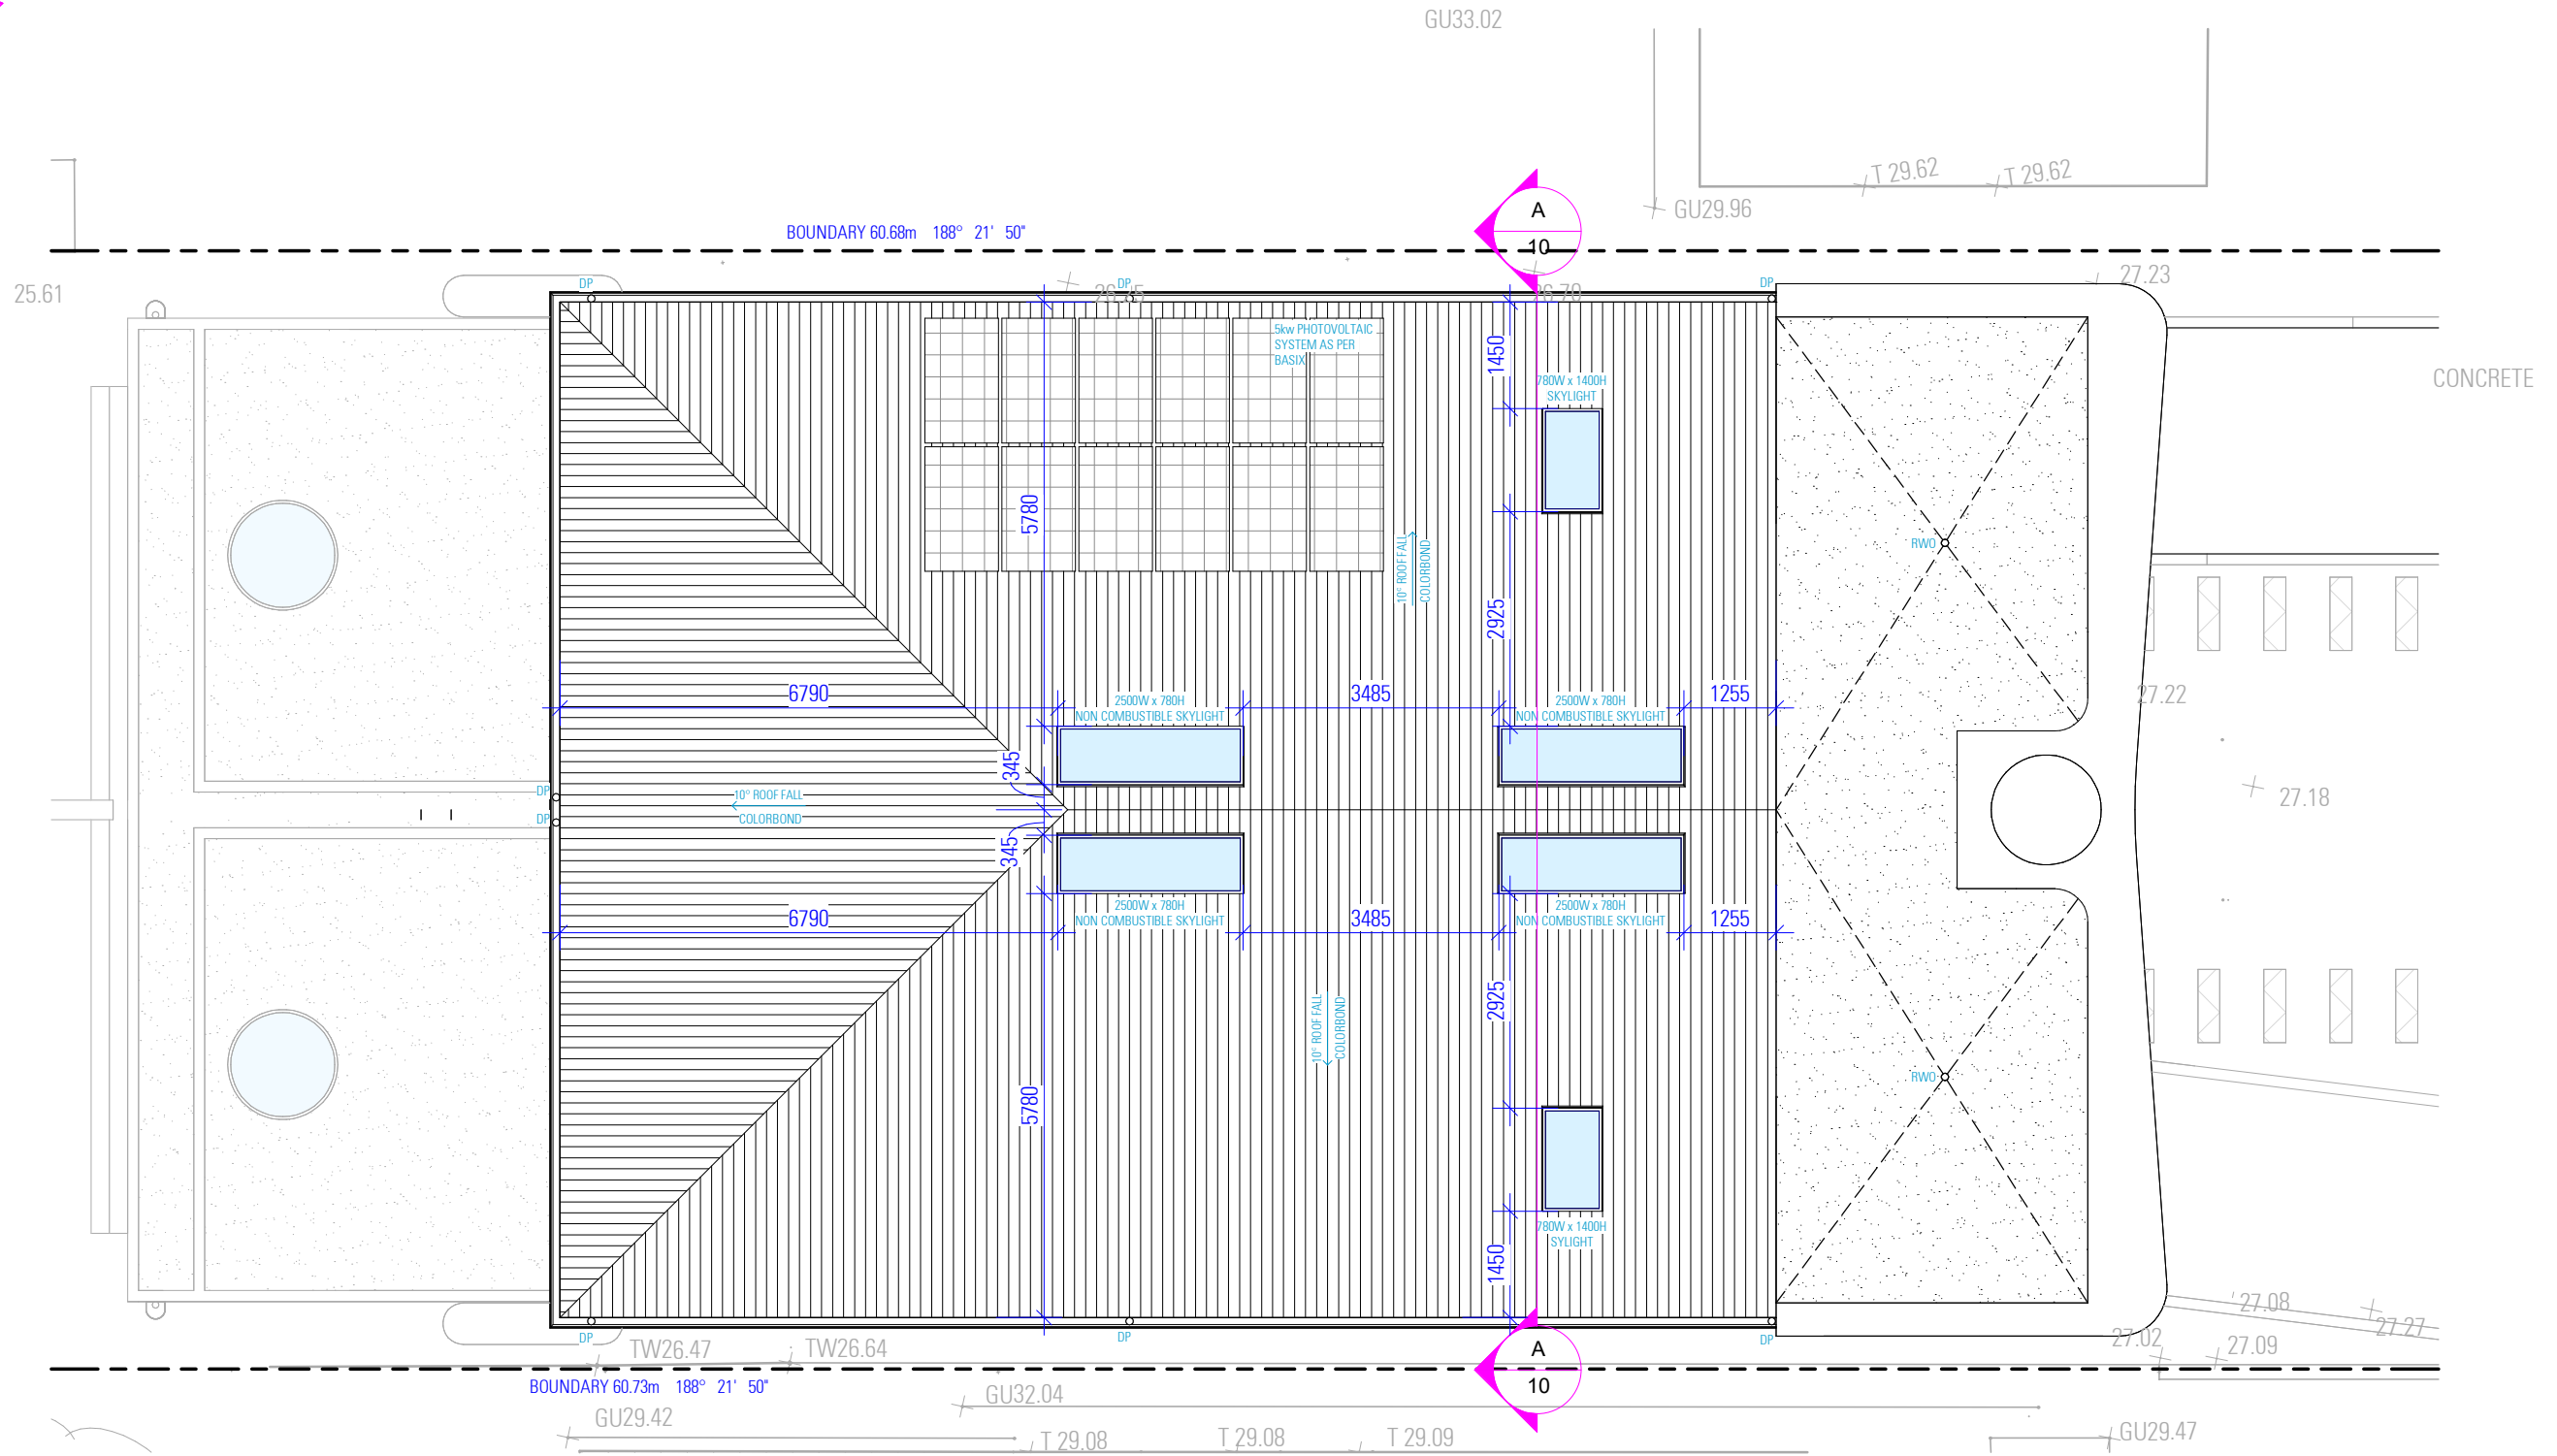 GU33.02
T 29.62
T 29.62
GU29.96
A
10
BOUNDARY 60.68m 188° 21' 50"
25.61
27.23
DP
DP
DP
5kw PHOTOVOLTAIC
SYSTEM AS PER
BASIX
1450
780W x 1400H
SKYLIGHT
CONCRETE
5780
10° ROOF FALL
COLORBOND
RWO
2925
6790
2500W x 780H
NON COMBUSTIBLE SKYLIGHT
3485
2500W x 780H
NON COMBUSTIBLE SKYLIGHT
1255
27.22
345
DP
10° ROOF FALL
COLORBOND
DP
27.18
345
6790
2500W x 780H
NON COMBUSTIBLE SKYLIGHT
3485
2500W x 780H
NON COMBUSTIBLE SKYLIGHT
1255
2925
10° ROOF FALL
COLORBOND
5780
RWO
780W x 1400H
SYLIGHT
1450
DP
DP
DP
27.08
27.27
27.02
27.09
TW26.47
TW26.64
A
10
BOUNDARY 60.73m 188° 21' 50"
GU32.04
GU29.42
T 29.08
T 29.08
T 29.09
GU29.47